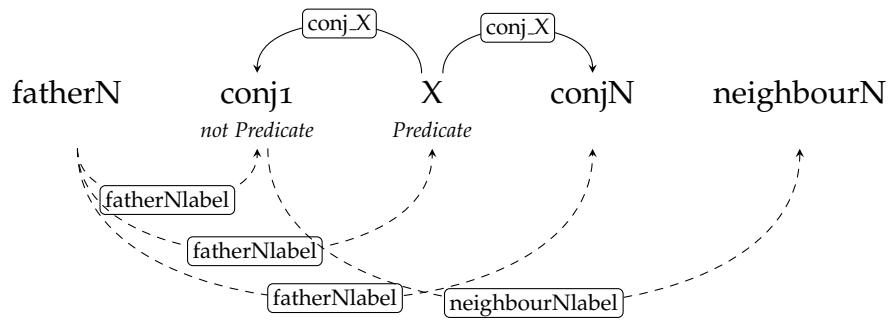 conj_X conj_X
fatherN conj1 X conjN neighbourN
not Predicate Predicate
fatherNlabel
fatherNlabel
fatherNlabel neighbourNlabel